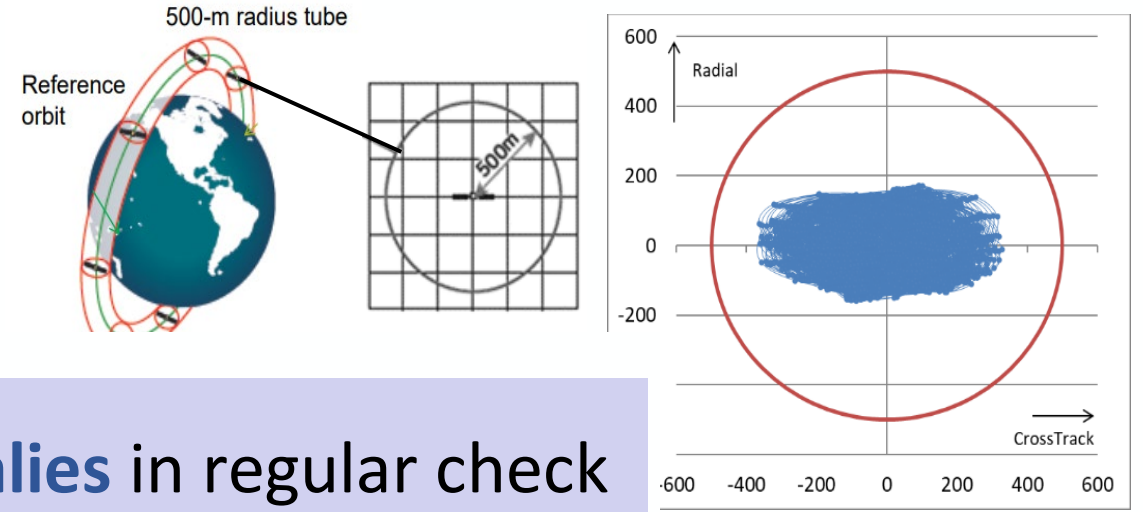 500-m radius tube
Reference
orbit
500m
600
Radial
400
200
0
-200
CrossTrack
-600 -400 -200 0 200 400 600
lies in regular check